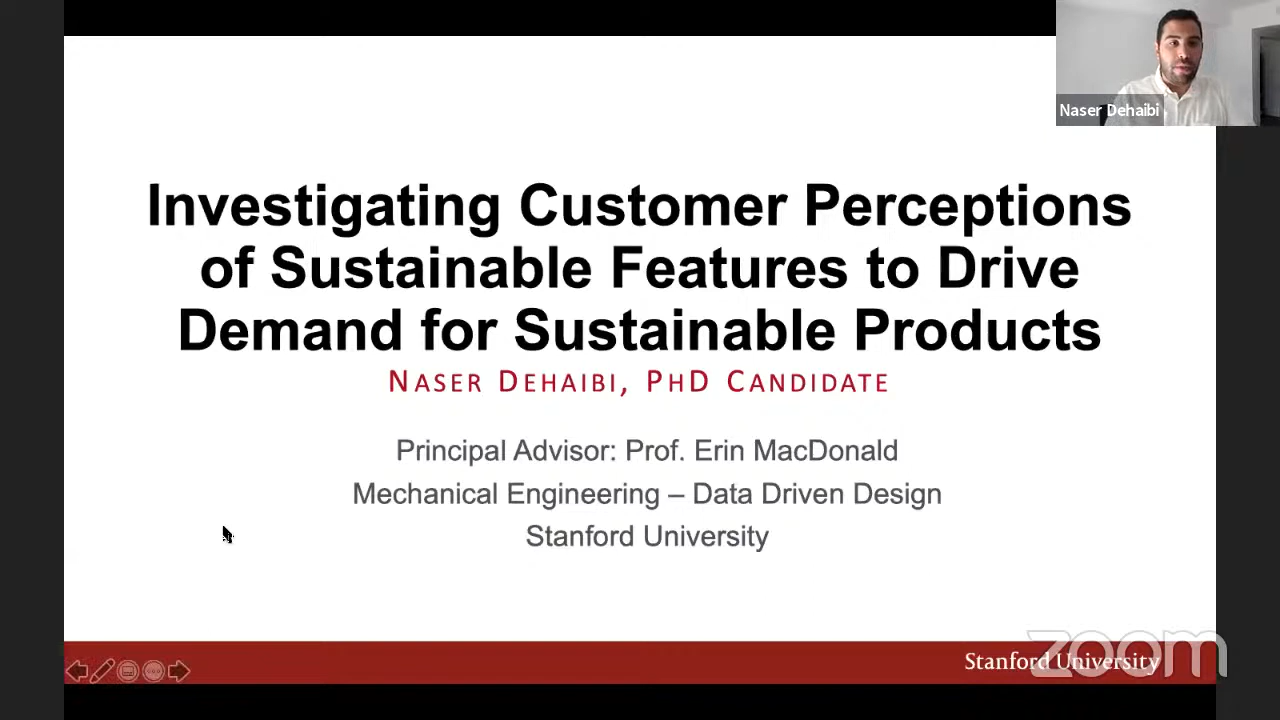 Naser Dehaibi
Investigating Customer Perceptions
of Sustainable Features to Drive
Demand for Sustainable Products
NASER DEHAIBI, PHD CANDIDATE
Principal Advisor: Prof. Erin MacDonald
Mechanical Engineering – Data Driven Design
Stanford University
Stanford University
zoom